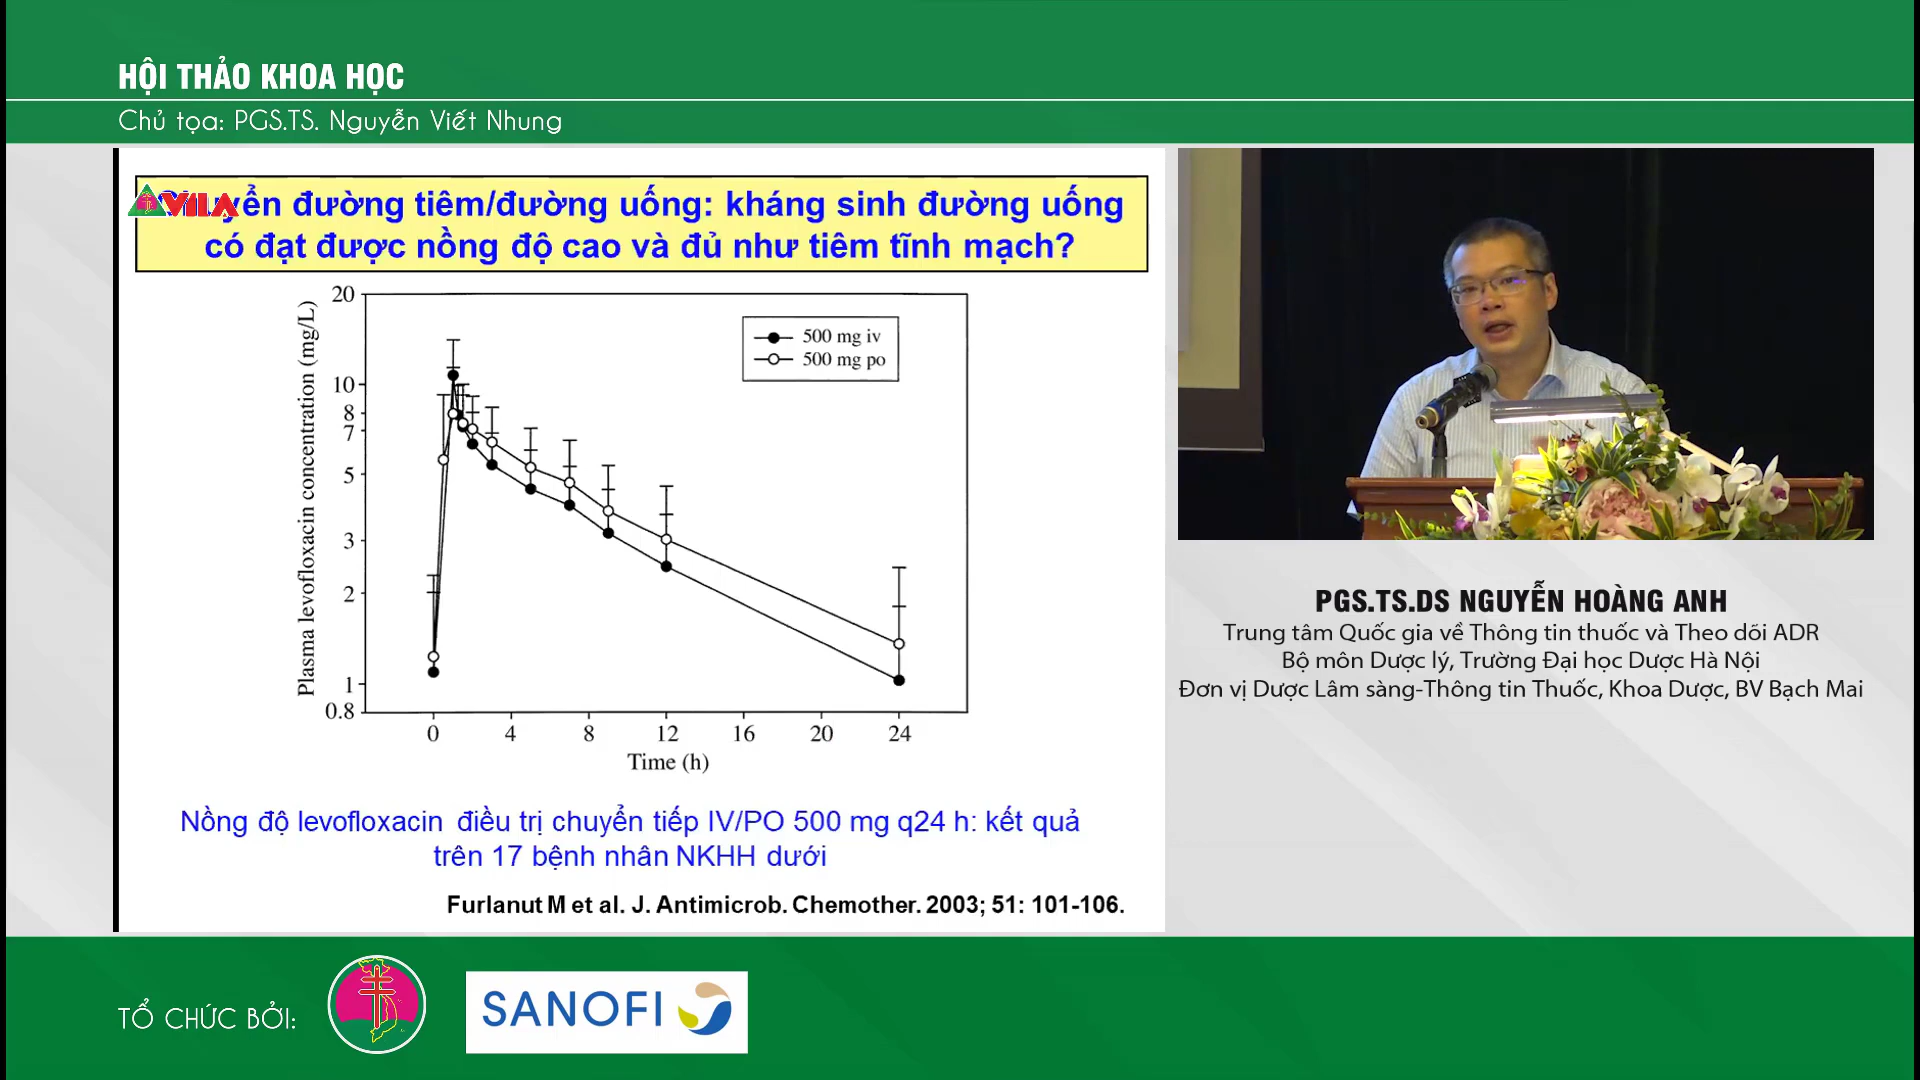 HỘI THẢO KHOA HỌC
Chủ tọa: PGS.TS. Nguyễn Viết Nhung
VILA
đường tiêm/đường uống: kháng sinh đường uống
có đạt được nồng độ cao và đủ như tiêm tĩnh mạch?
Plasma levofloxacin concentration (mg/L)
20
10
8
7
5
3
2
1
0.8
500 mg iv
500 mg po
0 4 8 12 16 20 24
Time (h)
Nồng độ levofloxacin điều trị chuyển tiếp IV/PO 500 mg q24 h: kết quả
trên 17 bệnh nhân NKHH dưới
Furlanut M et al. J. Antimicrob. Chemother. 2003; 51: 101-106.
PGS.TS.DS NGUYỄN HOÀNG ANH
Trung tâm Quốc gia về Thông tin thuốc và Theo dõi ADR
Bộ môn Dược lý, Trường Đại học Dược Hà Nội
Đơn vị Dược Lâm sàng-Thông tin Thuốc, Khoa Dược, BV Bạch Mai
TỔ CHỨC BỞI:
SANOFI